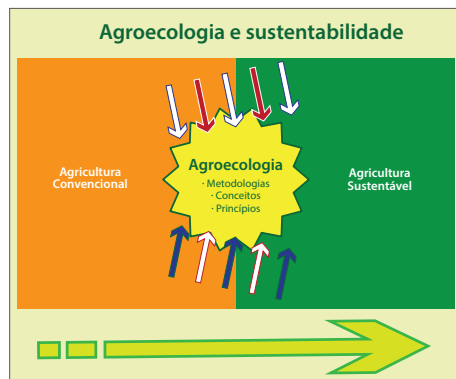 Agroecologia e sustentabilidade
Agricultura
Convencional
Agroecologia
· Metodologias
· Conceitos
· Princípios
Agricultura
Sustentável